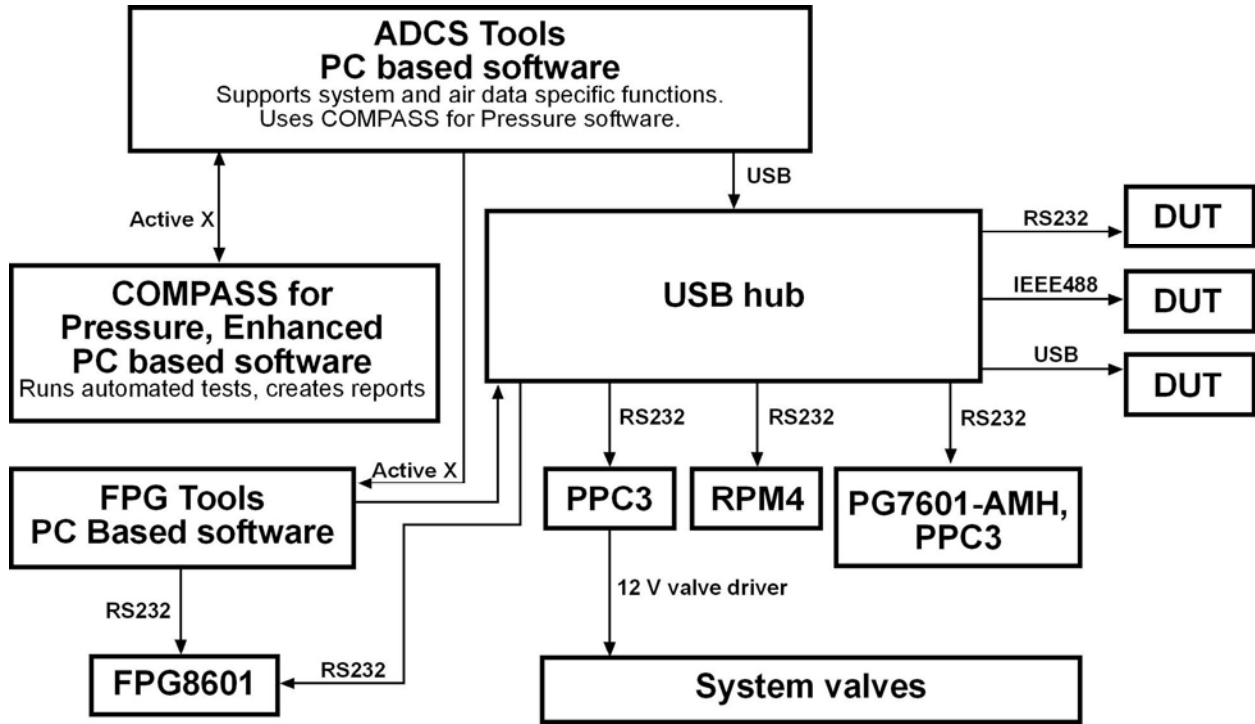 ADCS Tools
PC based software
Supports system and air data specific functions.
Uses COMPASS for Pressure software.
USB
Active X
RS232
DUT
COMPASS for
Pressure, Enhanced
PC based software
Runs automated tests, creates reports
USB hub
IEEE488
DUT
USB
DUT
RS232
RS232
RS232
Active X
FPG Tools
PC Based software
PPC3
RPM4
PG7601-AMH,
PPC3
RS232
12 V valve driver
RS232
FPG8601
System valves